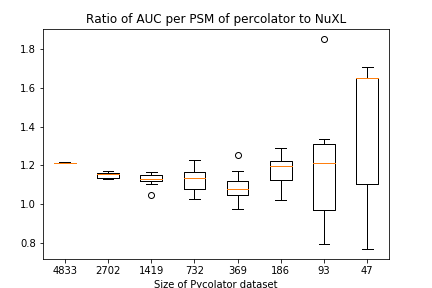 Ratio of AUC per PSM of percolator to NuXL
1.8
1.6
1.4
1.2
1.0
0.8
4833 2702 1419 732 369 186 93 47
Size of Pycolator dataset